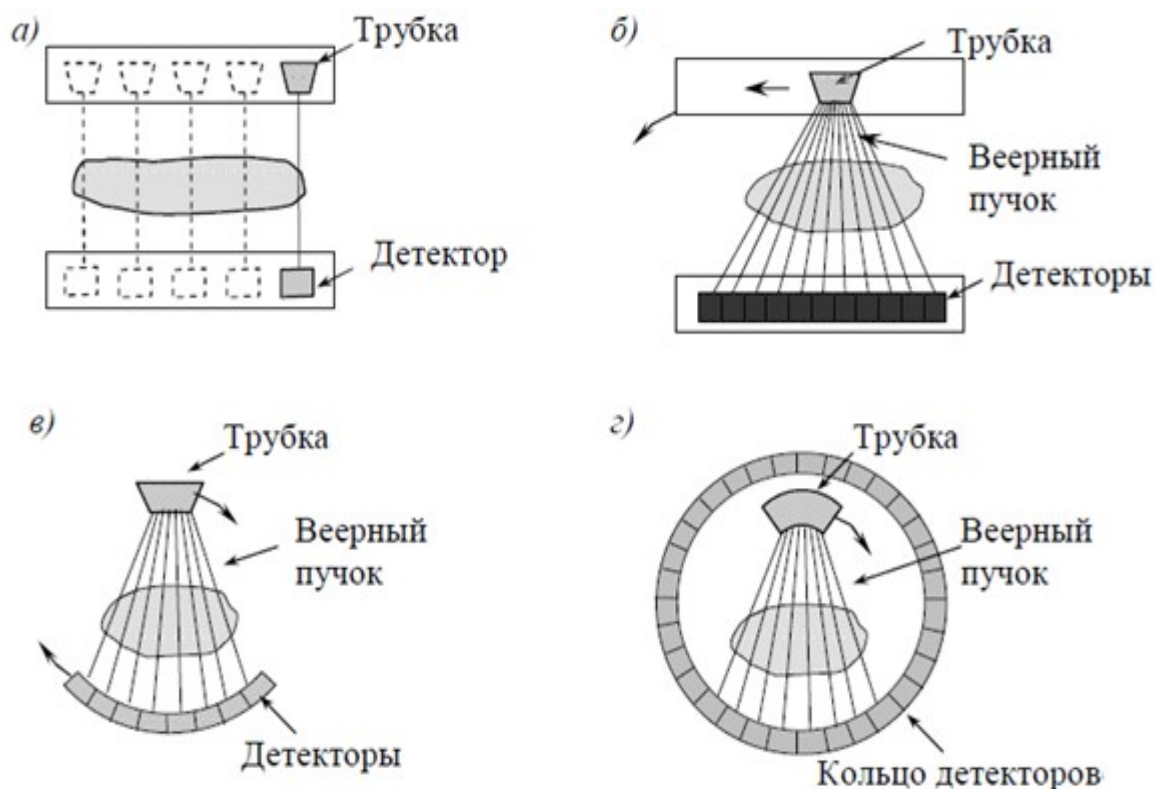 а)
Трубка
Детектор
б)
Трубка
Веерный
пучок
Детекторы
в)
Трубка
Веерный
пучок
Детекторы
г)
Трубка
Веерный
пучок
Кольцо детекторов